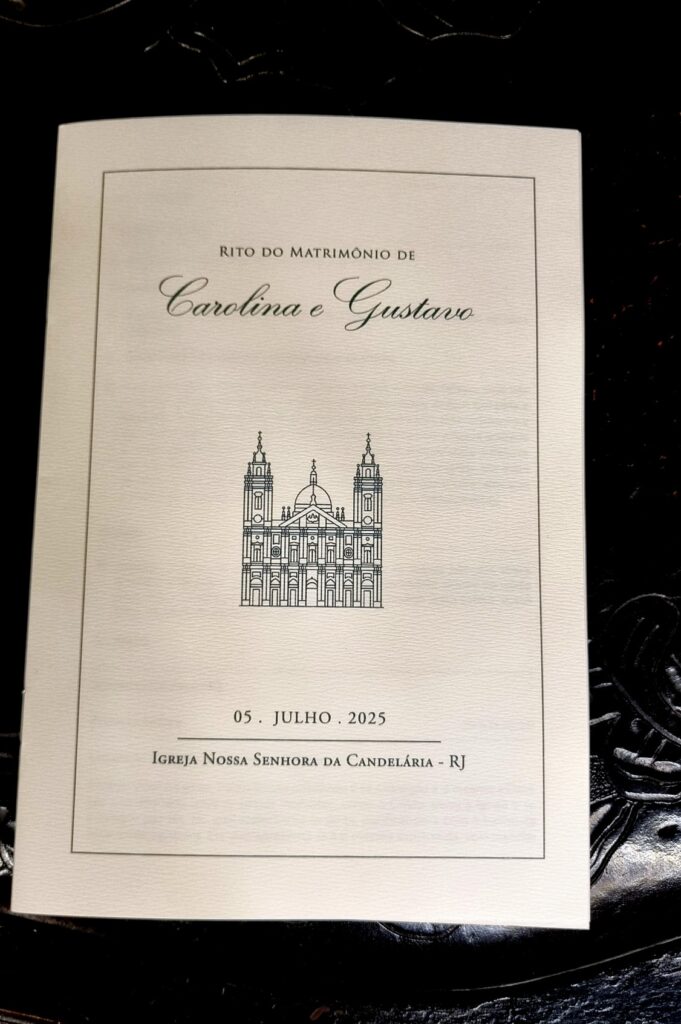 Rito do Matrimônio de
Carolina e Gustavo
05 . JULHO . 2025
Igreja Nossa Senhora da Candelária - RJ